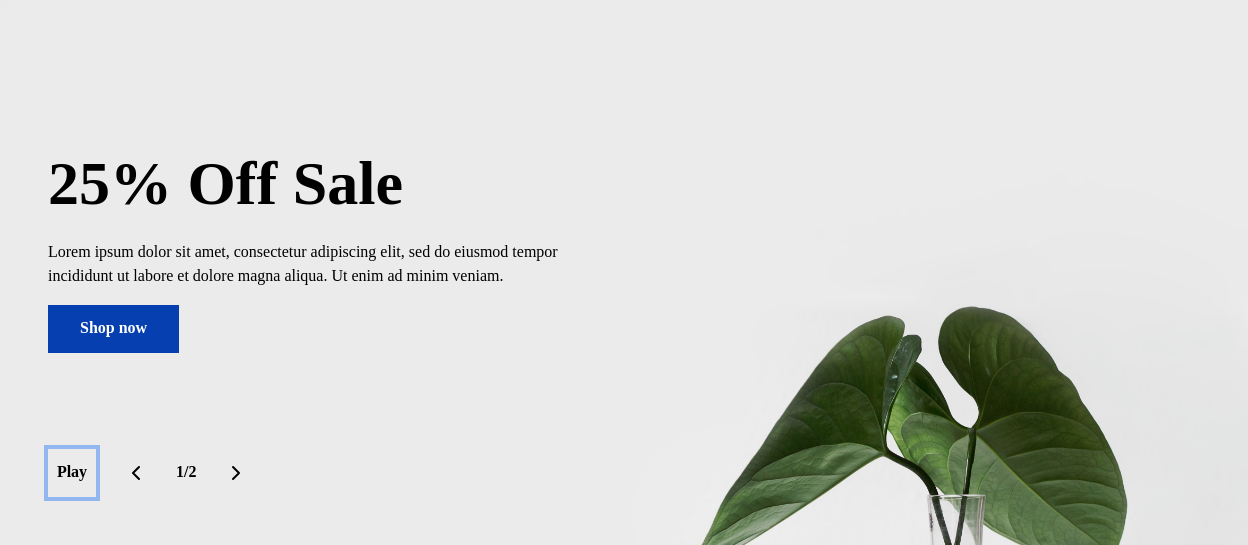 25% Off Sale
Lorem ipsum dolor sit amet, consectetur adipiscing elit, sed do eiusmod tempor
incididunt ut labore et dolore magna aliqua. Ut enim ad minim veniam.
Shop now
Play
1/2